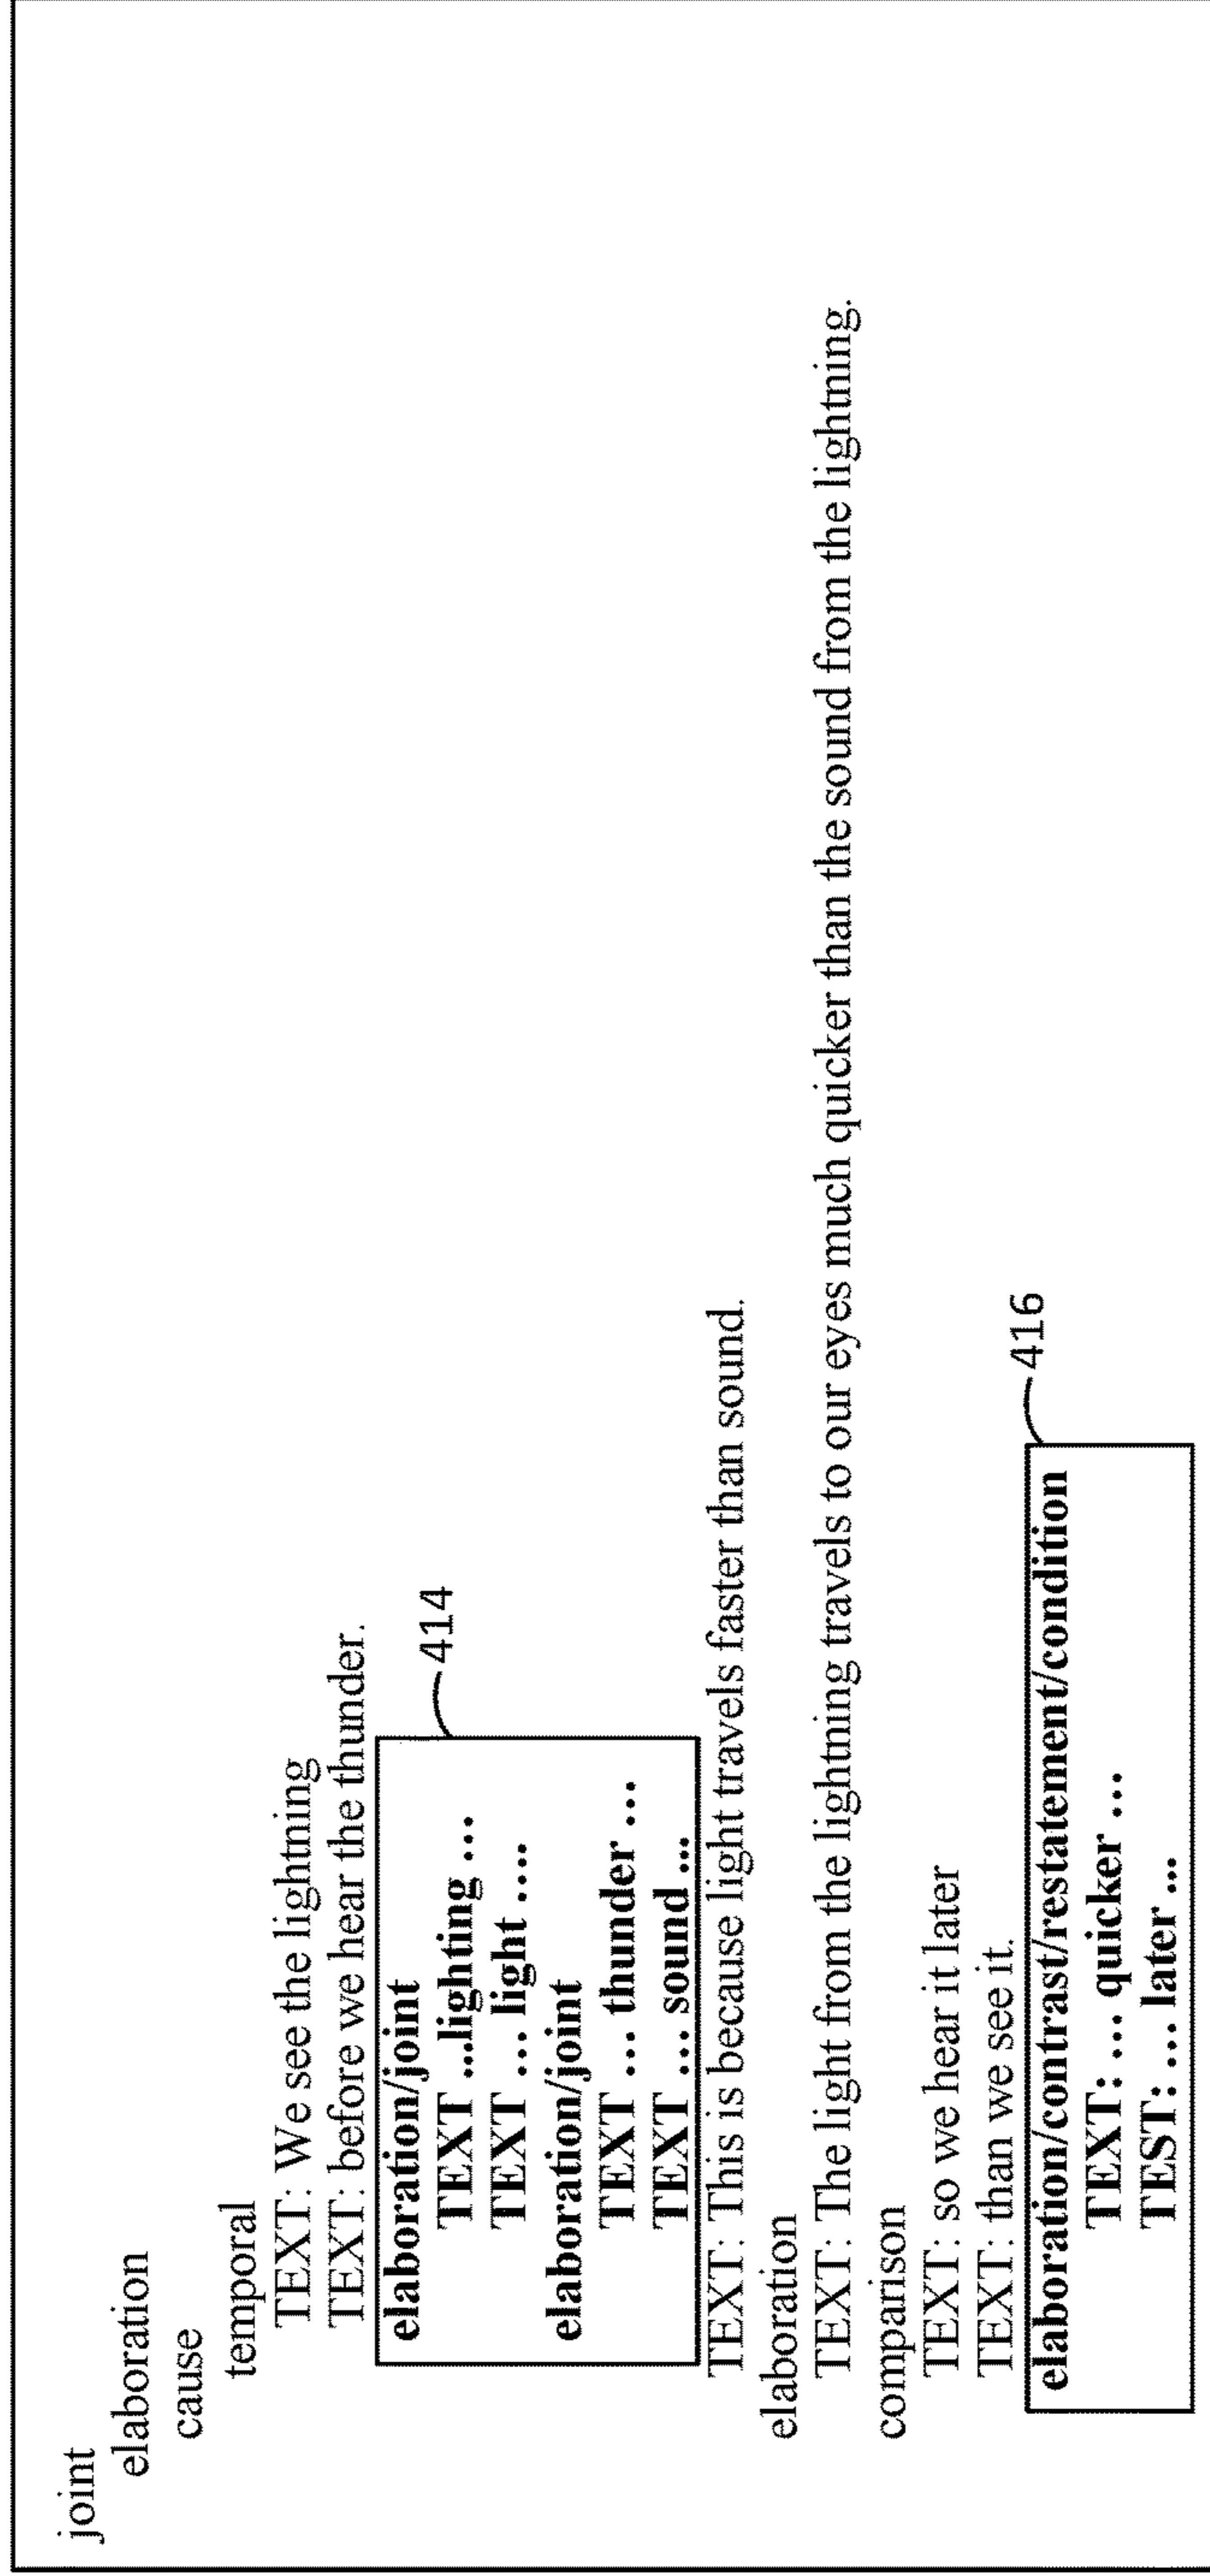 joint
elaboration
cause
temporal
TEXT: We see the lightning
TEXT: before we hear the thunder.
414
elaboration/joint
TEXT ...lighting ...
TEXT ... light ....
elaboration/joint
TEXT ... thunder ...
TEXT ... sound ...
TEXT: This is because light travels faster than sound.
elaboration
TEXT: The light from the lightning travels to our eyes much quicker than the sound from the lightning.
comparison
TEXT: so we hear it later
TEXT: than we see it.
416
elaboration/contrast/restatement/condition
TEXT: ... quicker ...
TEST: ... later ...